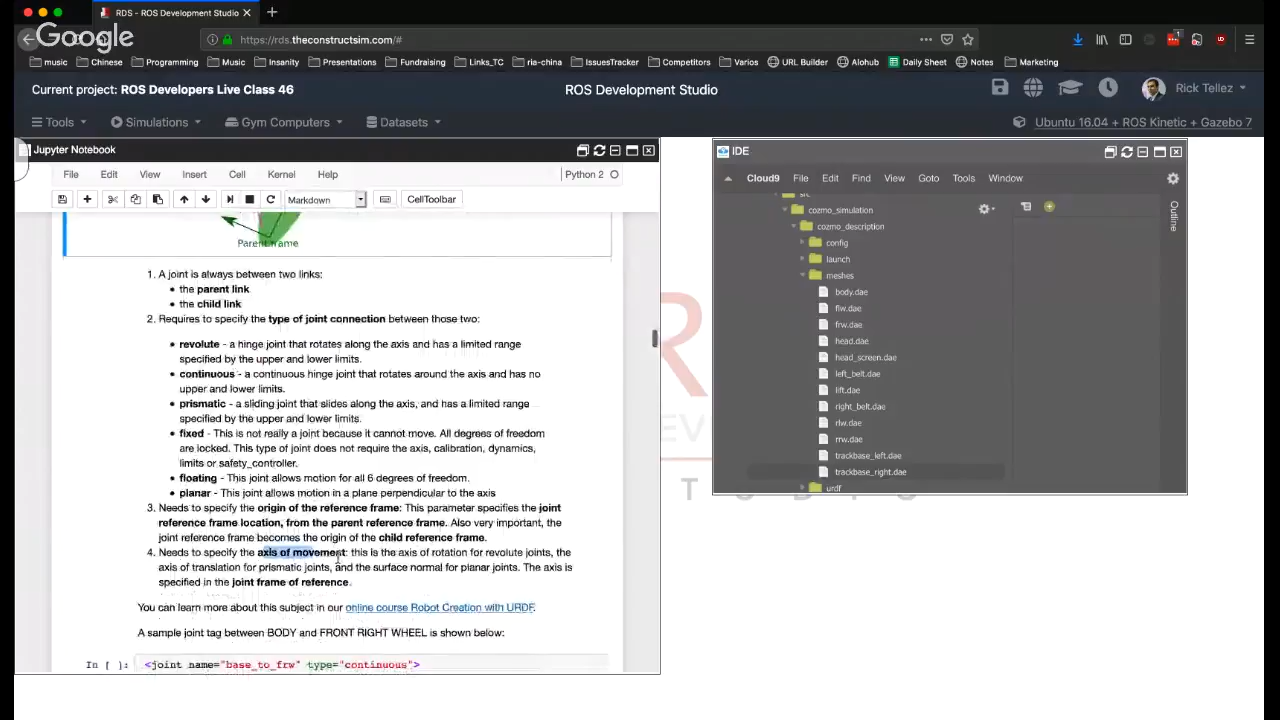 RDS - ROS Development Studio
Google
https://rds.theconstructsim.com/#
music Chinese Programming Music Insanity Presentations Fundraising Links_TC ria-china IssuesTracker Competitors Varios URL Builder Alohub Daily Sheet Notes Marketing
Current project: ROS Developers Live Class 46
ROS Development Studio
Rick Tellez
Tools Simulations Gym Computers Datasets
Ubuntu 16.04 + ROS Kinetic + Gazebo 7
Jupyter Notebook
File Edit View Insert Cell Kernel Help
Python 2
Markdown
CellToolbar
Parent frame
1. A joint is always between two links:
• the parent link
• the child link
2. Requires to specify the type of joint connection between those two:
• revolute - a hinge joint that rotates along the axis and has a limited range
specified by the upper and lower limits.
• continuous - a continuous hinge joint that rotates around the axis and has no
upper and lower limits.
• prismatic - a sliding joint that slides along the axis, and has a limited range
specified by the upper and lower limits.
• fixed - This is not really a joint because it cannot move. All degrees of freedom
are locked. This type of joint does not require the axis, calibration, dynamics,
limits or safety_controller.
• floating - This joint allows motion for all 6 degrees of freedom.
• planar - This joint allows motion in a plane perpendicular to the axis
3. Needs to specify the origin of the reference frame: This parameter specifies the joint
reference frame location, from the parent reference frame. Also very important, the
joint reference frame becomes the origin of the child reference frame.
4. Needs to specify the axis of movement: this is the axis of rotation for revolute joints, the
axis of translation for prismatic joints, and the surface normal for planar joints. The axis is
specified in the joint frame of reference.
You can learn more about this subject in our online course Robot Creation with URDF.
A sample joint tag between BODY and FRONT RIGHT WHEEL is shown below:
In [ ]: <joint name="base_to_frw" type="continuous">
IDE
Cloud9 File Edit Find View Goto Tools Window
src
cozmo_simulation
cozmo_description
config
launch
meshes
body.dae
flw.dae
frw.dae
head.dae
head_screen.dae
left_belt.dae
lift.dae
right_belt.dae
rlw.dae
rrw.dae
trackbase_left.dae
trackbase_right.dae
urdf
Outline